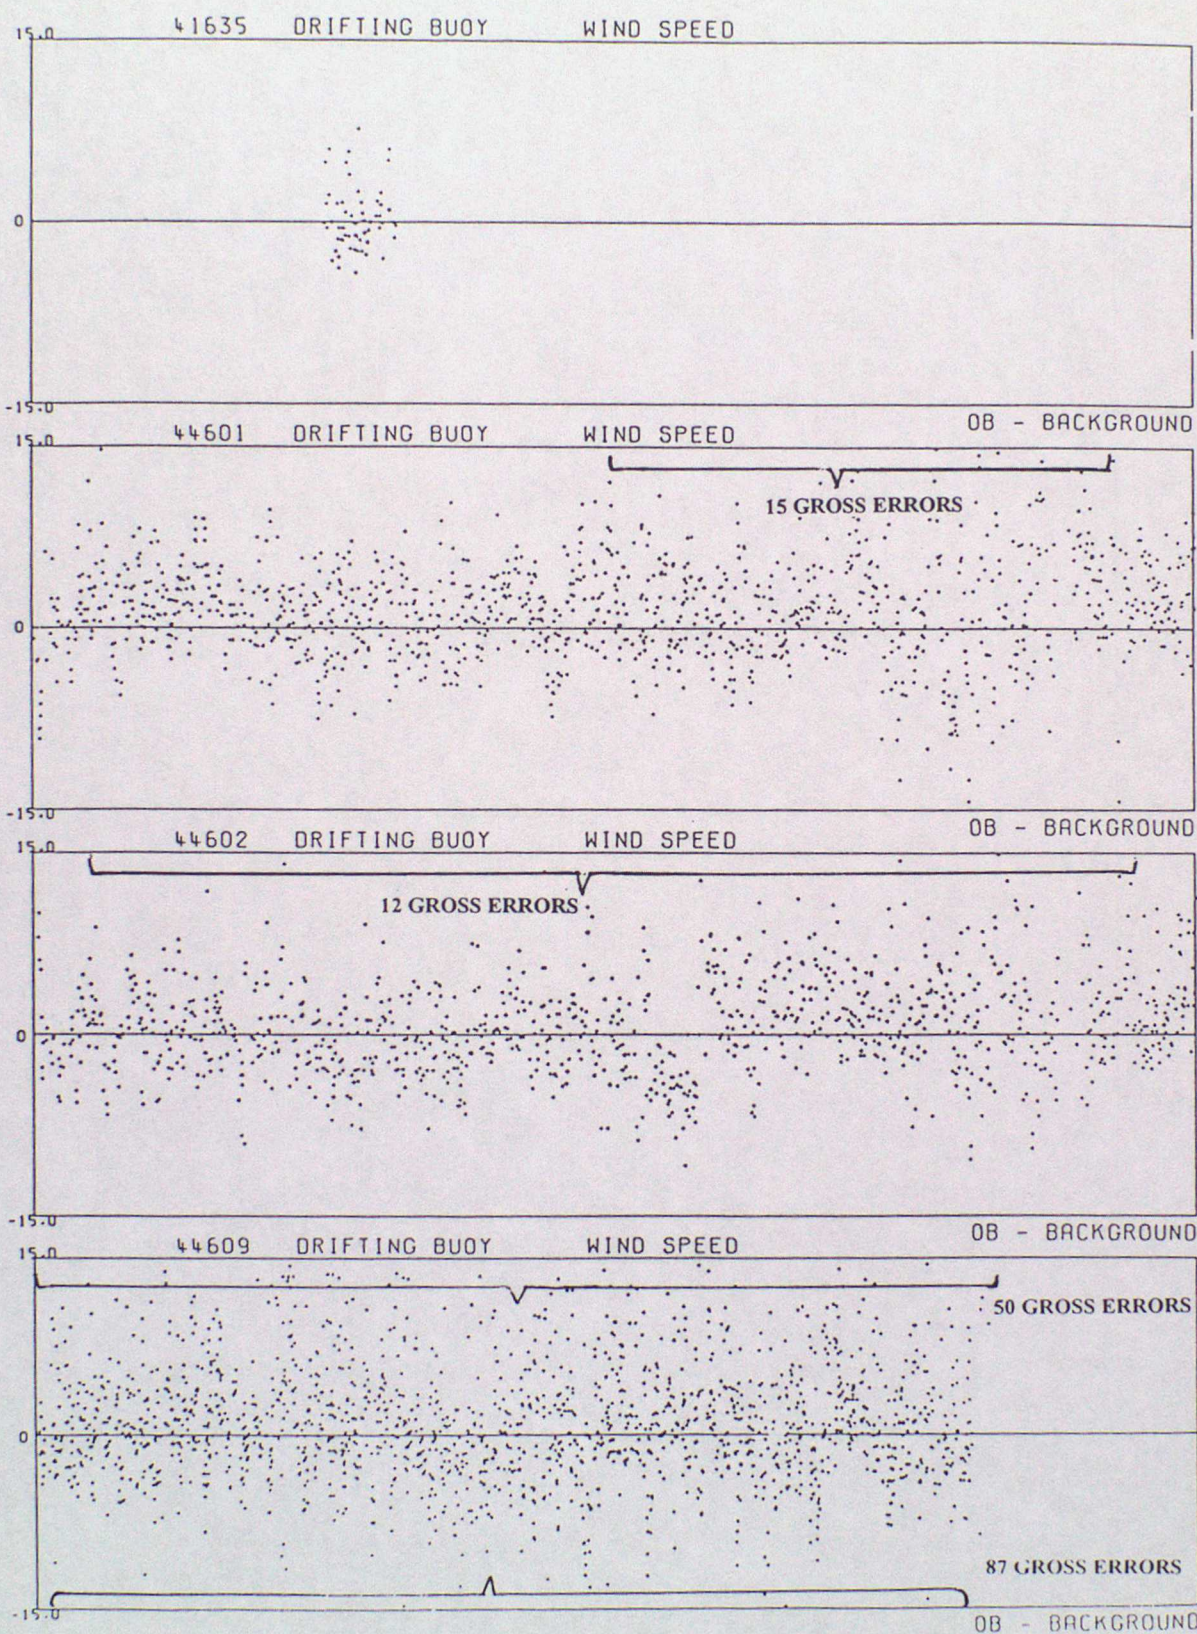 41635 DRIFTING BUOY WIND SPEED
15.0
0
-15.0
OB - BACKGROUND
44601 DRIFTING BUOY WIND SPEED
15.0
15 GROSS ERRORS
0
-15.0
OB - BACKGROUND
44602 DRIFTING BUOY WIND SPEED
15.0
12 GROSS ERRORS
0
-15.0
OB - BACKGROUND
44609 DRIFTING BUOY WIND SPEED
15.0
50 GROSS ERRORS
0
87 GROSS ERRORS
-15.0
OB - BACKGROUND